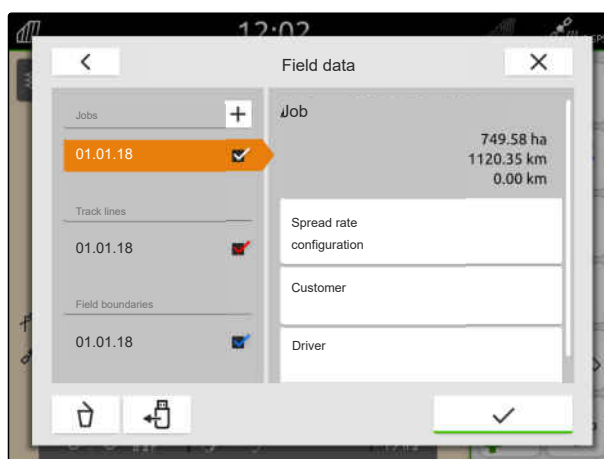 12:02
Field data
Jobs
01.01.18
Track lines
01.01.18
Field boundaries
01.01.18
Job
749.58 ha
1120.35 km
0.00 km
Spread rate
configuration
Customer
Driver